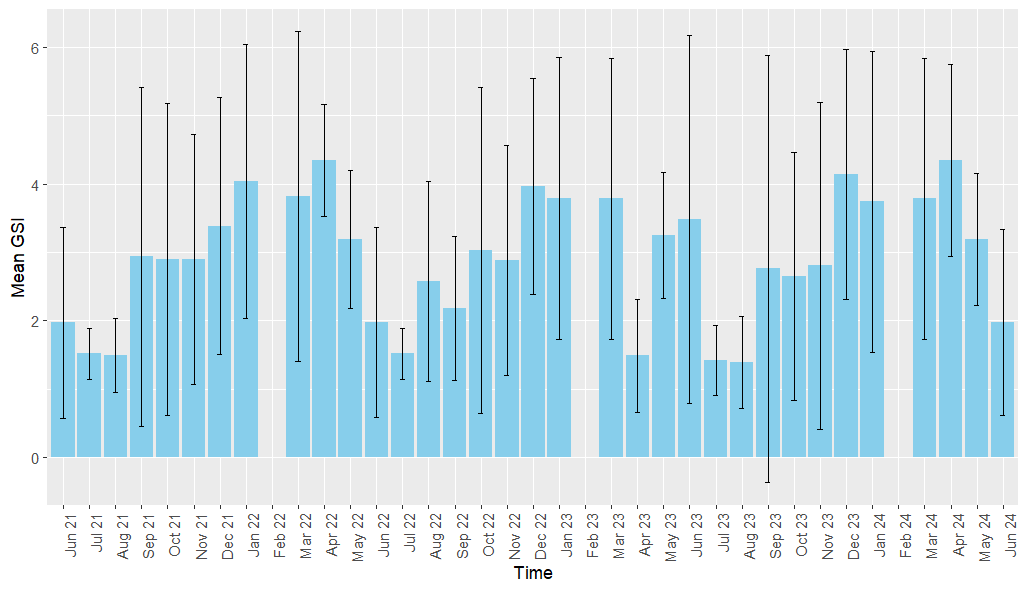 Mean GSI
6
4
2
0
Jun 21
Jul 21
Aug 21
Sep 21
Oct 21
Nov 21
Dec 21
Jan 22
Feb 22
Mar 22
Apr 22
May 22
Jun 22
Jul 22
Aug 22
Sep 22
Oct 22
Nov 22
Dec 22
Jan 23
Feb 23
Mar 23
Apr 23
May 23
Jun 23
Jul 23
Aug 23
Sep 23
Oct 23
Nov 23
Dec 23
Jan 24
Feb 24
Mar 24
Apr 24
May 24
Jun 24
Time